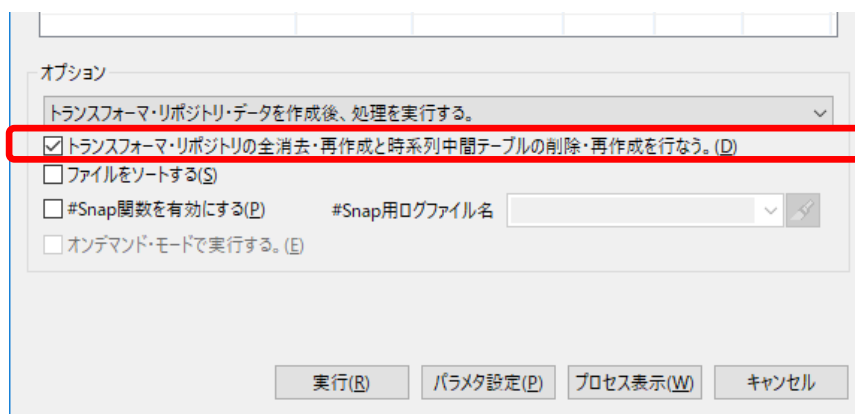 オプション
トランスフォーマ・リポジトリ・データを作成後、処理を実行する。
トランスフォーマ・リポジトリの全消去・再作成と時系列中間テーブルの削除・再作成を行なう。(D)
ファイルをソートする(S)
#Snap関数を有効にする(P) #Snap用ログファイル名
オンデマンド・モードで実行する。(E)
実行(R) パラメタ設定(P) プロセス表示(W) キャンセル